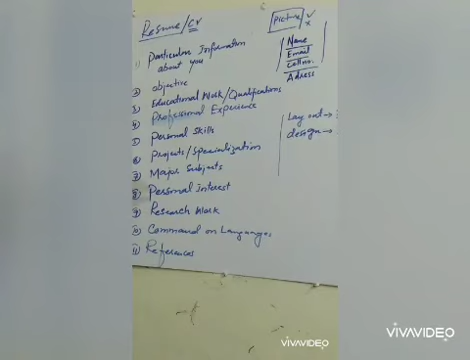 Resume/CV
Picture
1) Particular Information
about you
Name
Email
Cell no.
Adress
② objective
③ Educational Work/Qualifications
④ Professional Experience
⑤ Personal Skills
⑥ Projects/Specialization
⑦ Major Subjects
⑧ Personal Interest
⑨ Research Work
⑩ Command on Languages
⑪ References
Lay out →
design →
VIVAVIDEO
VIVAVIDEO